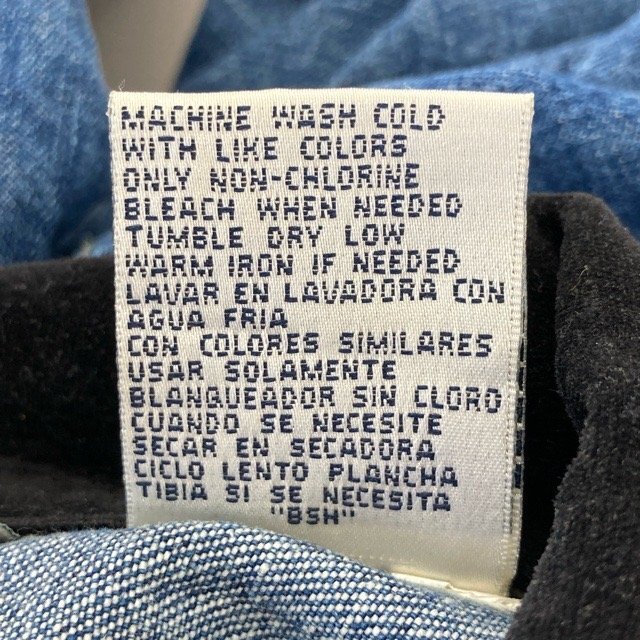 MACHINE WASH COLD
WITH LIKE COLORS
ONLY NON-CHLORINE
BLEACH WHEN NEEDED
TUMBLE DRY LOW
WARM IRON IF NEEDED
LAVAR EN LAVADORA CON
AGUA FRIA
CON COLORES SIMILARES
USAR SOLAMENTE
BLANQUEADOR SIN CLORO
CUANDO SE NECESITE
SECAR EN SECADORA
CICLO LENTO PLANCHA
TIBIA SI SE NECESITA
"BSH"